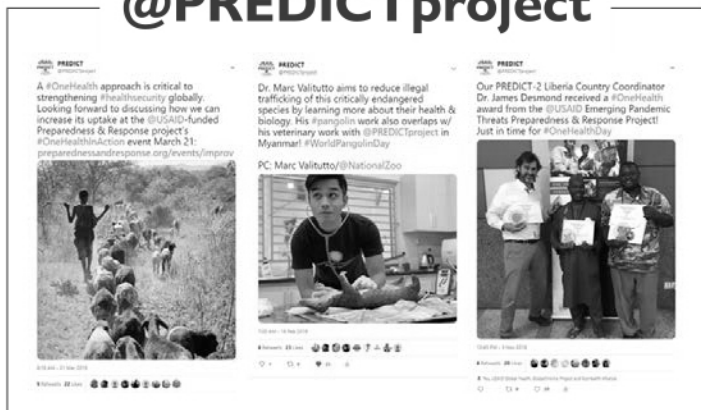 @PREDICTproject
PREDICT
@PREDICTproject
A #OneHealth approach is critical to
strengthening #healthsecurity globally.
Looking forward to discussing how we can
increase its uptake at the @USAID-funded
Preparedness & Response project's
#OneHealthInAction event March 21:
preparednessandresponse.org/events/improv
PREDICT
@PREDICTproject
Dr. Marc Valitutto aims to reduce illegal
trafficking of this critically endangered
species by learning more about their health &
biology. His #pangolin work also overlaps w/
his veterinary work with @PREDICTproject in
Myanmar! #WorldPangolinDay
PC: Marc Valitutto/@NationalZoo
PREDICT
@PREDICTproject
Our PREDICT-2 Liberia Country Coordinator
Dr. James Desmond received a #OneHealth
award from the @USAID Emerging Pandemic
Threats Preparedness & Response Project!
Just in time for #OneHealthDay